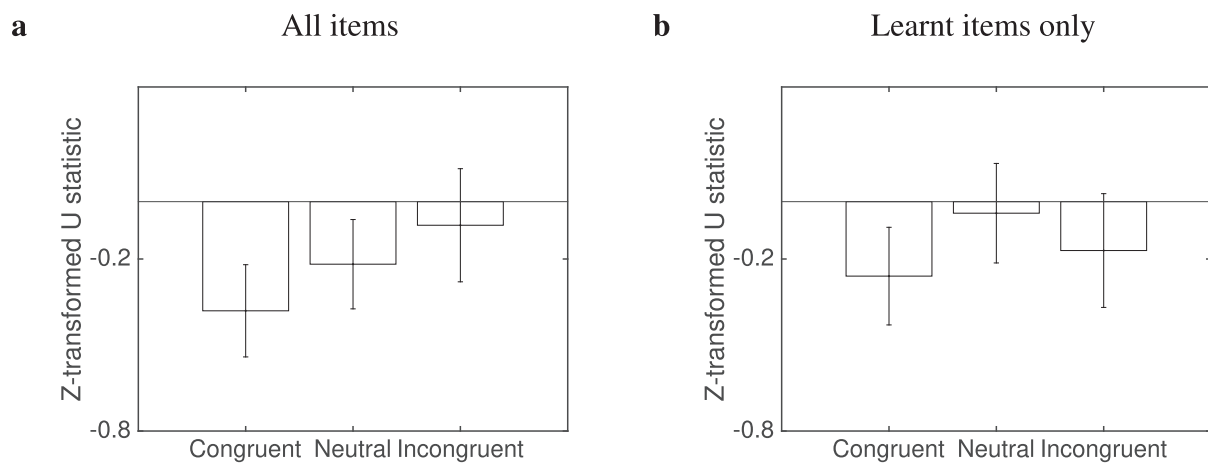 a
All items
Z-transformed U statistic
-0.2
-0.8
Congruent
Neutral
Incongruent
b
Learnt items only
Z-transformed U statistic
-0.2
-0.8
Congruent
Neutral
Incongruent